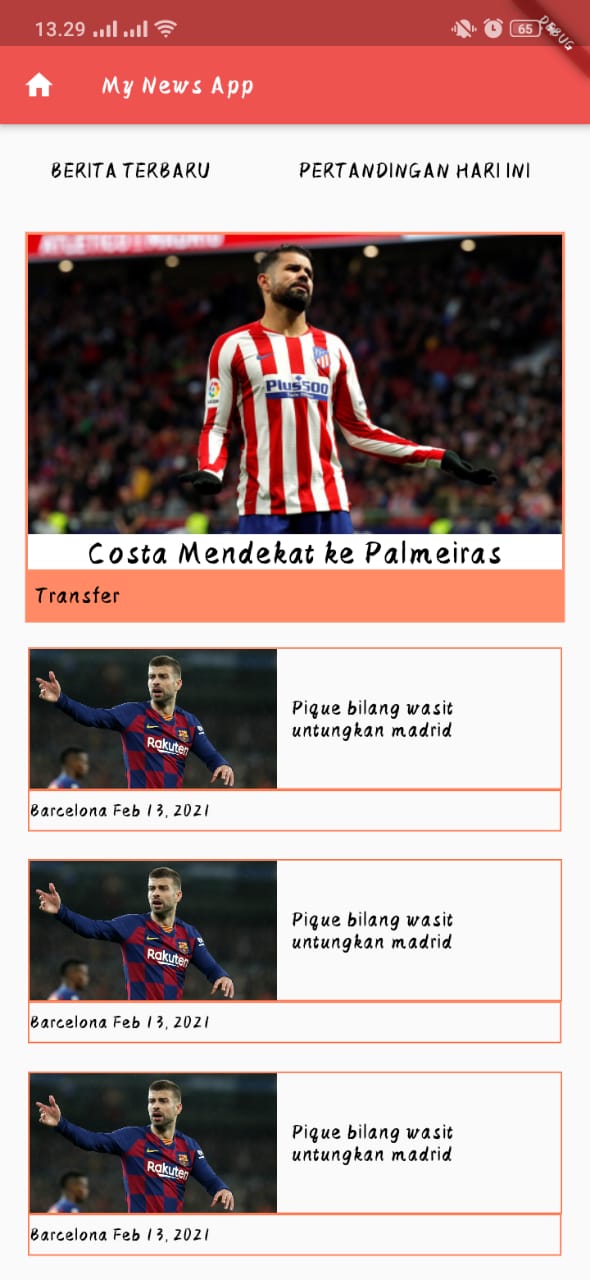 13.29
65
DEBUG
My News App
BERITA TERBARU
PERTANDINGAN HARI INI
ATLETICO MADRID
Plus500
Costa Mendekat ke Palmeiras
Transfer
Rakuten
Pique bilang wasit
untungkan madrid
Barcelona Feb 13, 2021
Rakuten
Pique bilang wasit
untungkan madrid
Barcelona Feb 13, 2021
Rakuten
Pique bilang wasit
untungkan madrid
Barcelona Feb 13, 2021